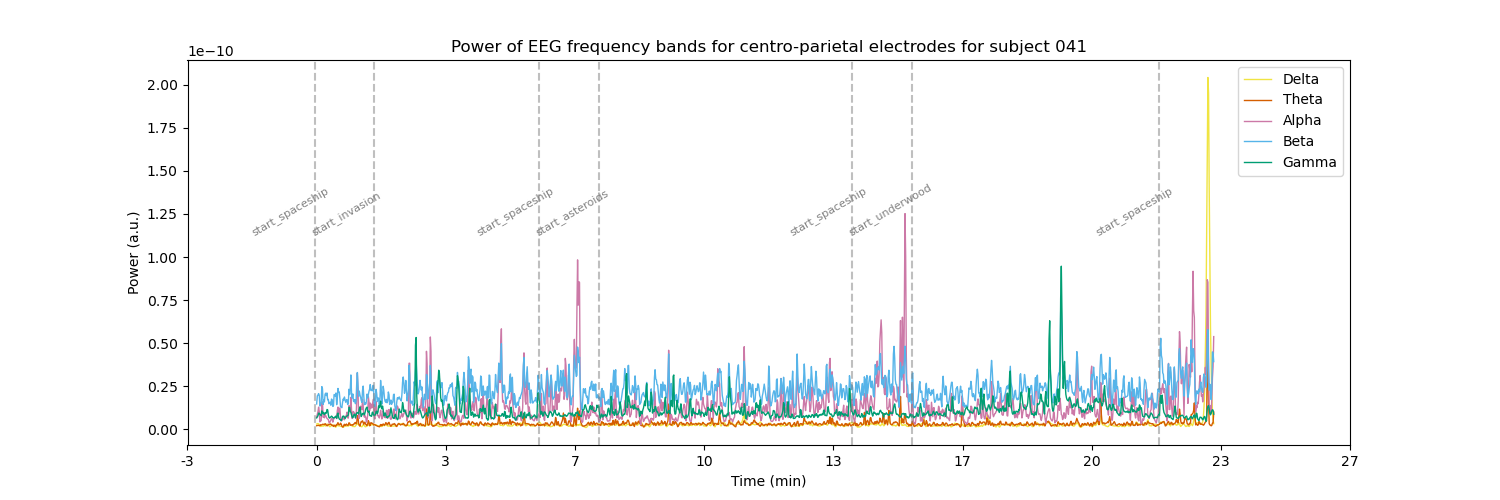 Power of EEG frequency bands for centro-parietal electrodes for subject 041
1e−10
Delta
Theta
Alpha
Beta
Gamma
2.00
1.75
1.50
1.25
1.00
0.75
0.50
0.25
0.00
Power (a.u.)
start_spaceship
start_invasion
start_spaceship
start_asteroids
start_spaceship
start_underwood
start_spaceship
-3 0 3 7 10 13 17 20 23 27
Time (min)